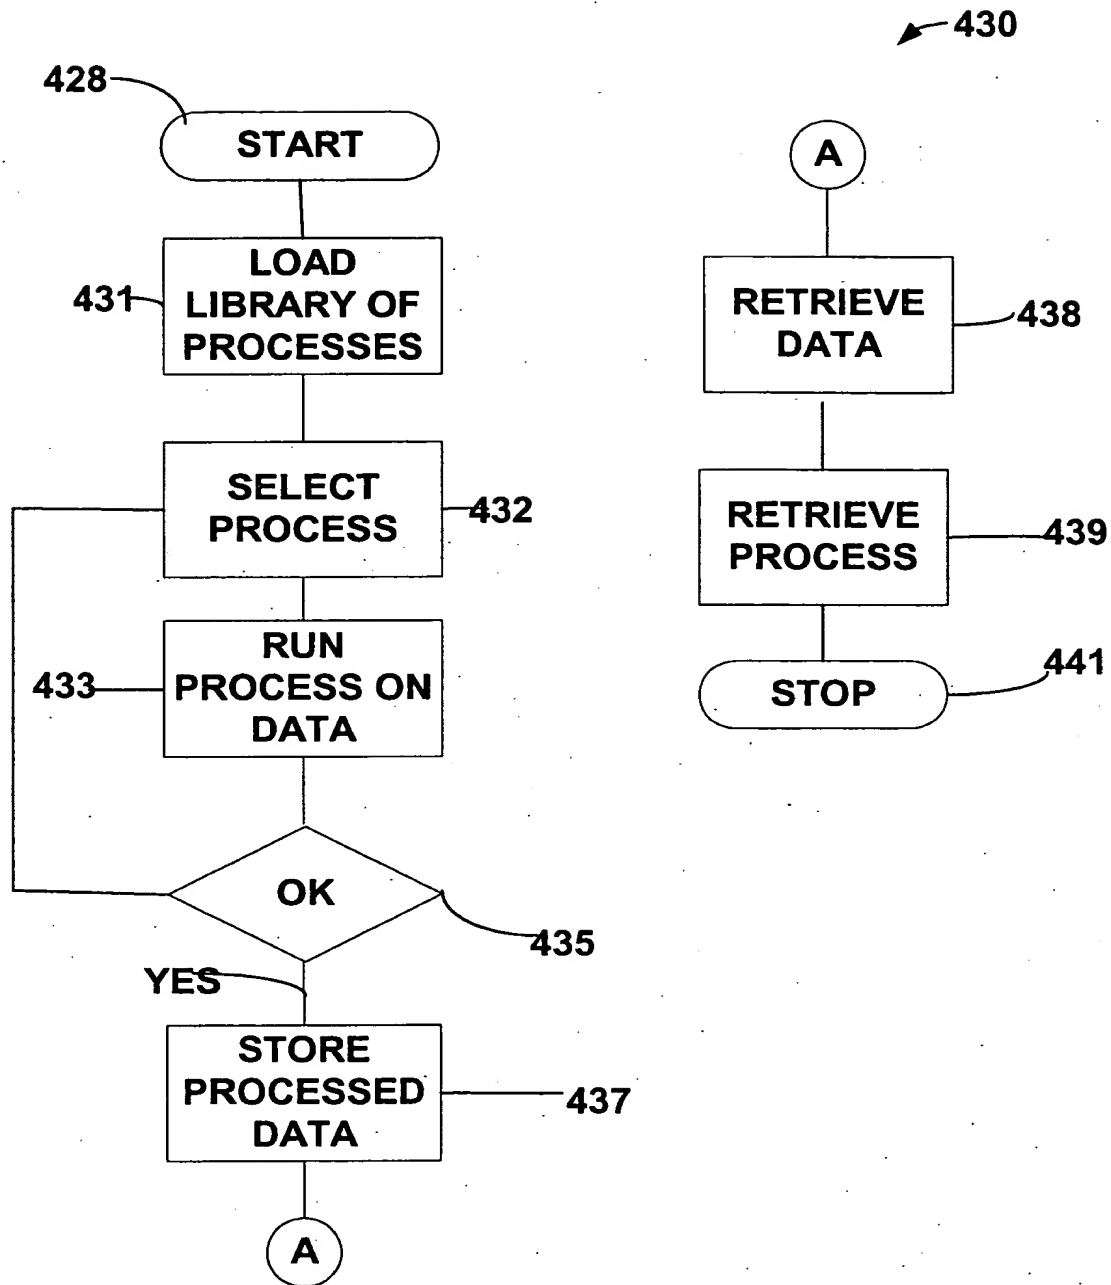 430
428
START
LOAD
LIBRARY OF
PROCESSES
431
SELECT
PROCESS
432
RUN
PROCESS ON
DATA
433
OK
435
YES
STORE
PROCESSED
DATA
437
A
A
RETRIEVE
DATA
438
RETRIEVE
PROCESS
439
STOP
441